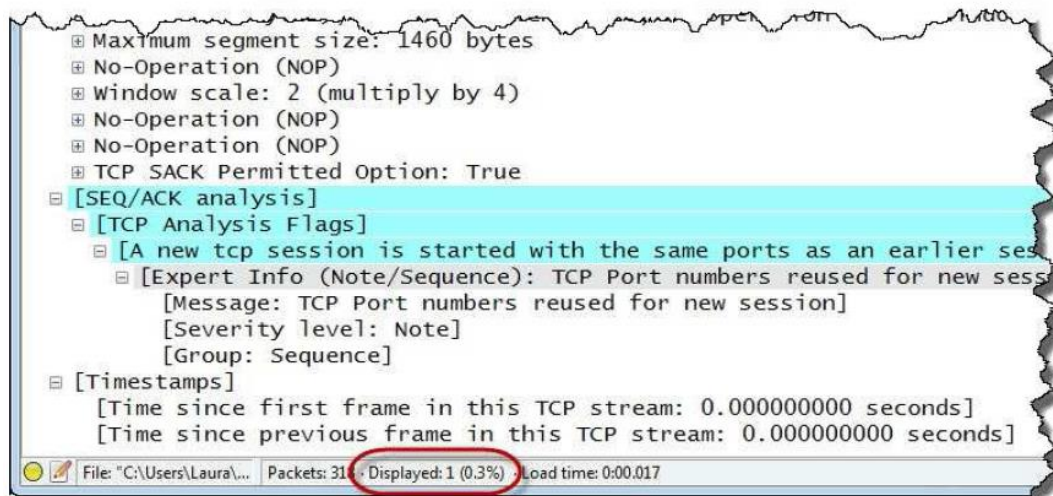 Maximum segment size: 1460 bytes
No-Operation (NOP)
Window scale: 2 (multiply by 4)
No-Operation (NOP)
No-Operation (NOP)
TCP SACK Permitted Option: True
[SEQ/ACK analysis]
[TCP Analysis Flags]
[A new tcp session is started with the same ports as an earlier
[Expert Info (Note/Sequence): TCP Port numbers reused for new
[Message: TCP Port numbers reused for new session]
[Severity level: Note]
[Group: Sequence]
[Timestamps]
[Time since first frame in this TCP stream: 0.000000000 seconds]
[Time since previous frame in this TCP stream: 0.000000000 seconds]
File: "C:\Users\Laura\... Packets: 318 · Displayed: 1 (0.3%) · Load time: 0:00.017